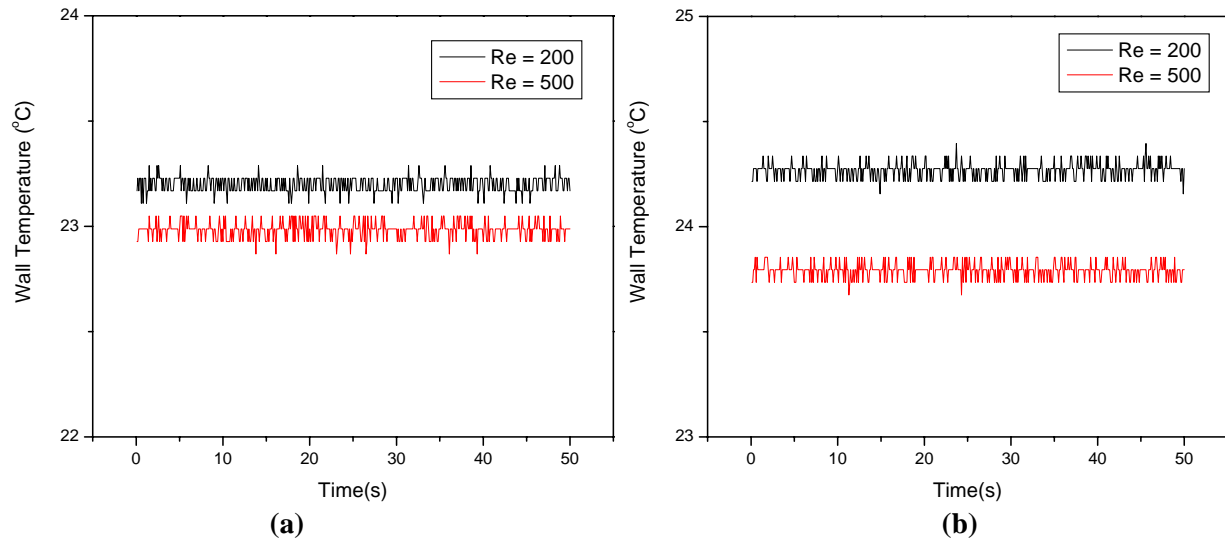 24
23
22
Wall Temperature (°C)
Re = 200
Re = 500
0
10
20
30
40
50
Time(s)
(a)
25
24
23
Wall Temperature (°C)
Re = 200
Re = 500
0
10
20
30
40
50
Time(s)
(b)